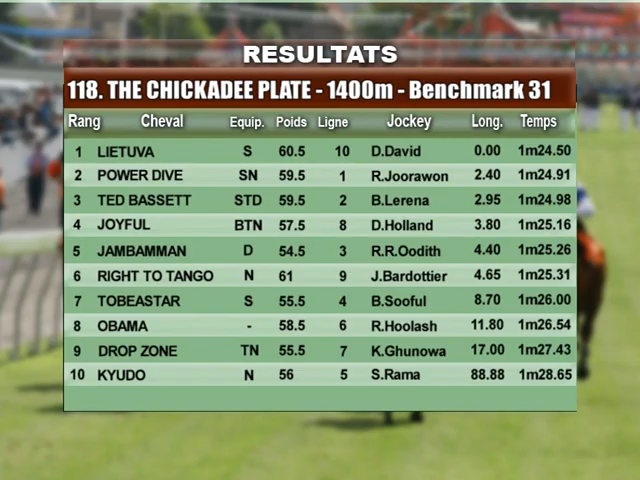 RESULTATS
118. THE CHICKADEE PLATE - 1400m - Benchmark 31
Rang Cheval Equip. Poids Ligne Jockey Long. Temps
1 LIETUVA S 60.5 10 D.David 0.00 1m24.50
2 POWER DIVE SN 59.5 1 R.Joorawon 2.40 1m24.91
3 TED BASSETT STD 59.5 2 B.Lerena 2.95 1m24.98
4 JOYFUL BTN 57.5 8 D.Holland 3.80 1m25.16
5 JAMBAMMAN D 54.5 3 R.R.Oodith 4.40 1m25.26
6 RIGHT TO TANGO N 61 9 J.Bardottier 4.65 1m25.31
7 TOBEASTAR S 55.5 4 B.Sooful 8.70 1m26.00
8 OBAMA - 58.5 6 R.Hoolash 11.80 1m26.54
9 DROP ZONE TN 55.5 7 K.Ghunowa 17.00 1m27.43
10 KYUDO N 56 5 S.Rama 88.88 1m28.65